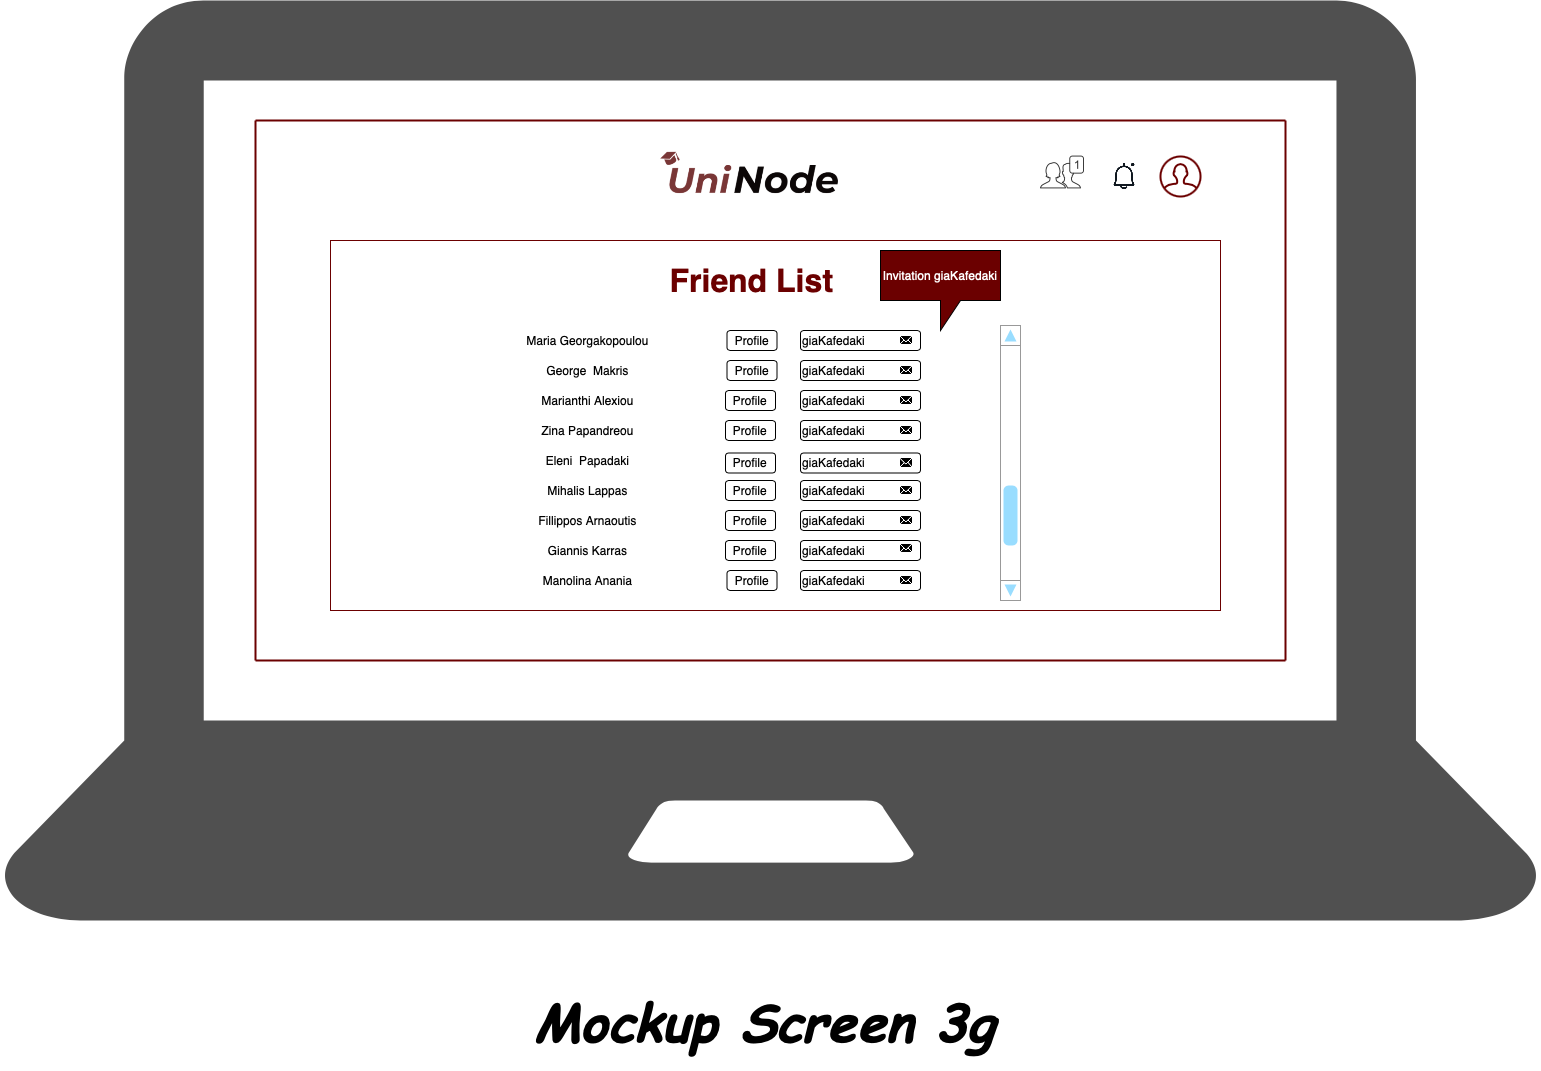 UniNode
1
Friend List
Invitation giaKafedaki
Maria Georgakopoulou Profile giaKafedaki
George Makris Profile giaKafedaki
Marianthi Alexiou Profile giaKafedaki
Zina Papandreou Profile giaKafedaki
Eleni Papadaki Profile giaKafedaki
Mihalis Lappas Profile giaKafedaki
Fillippos Arnaoutis Profile giaKafedaki
Giannis Karras Profile giaKafedaki
Manolina Anania Profile giaKafedaki
Mockup Screen 3g